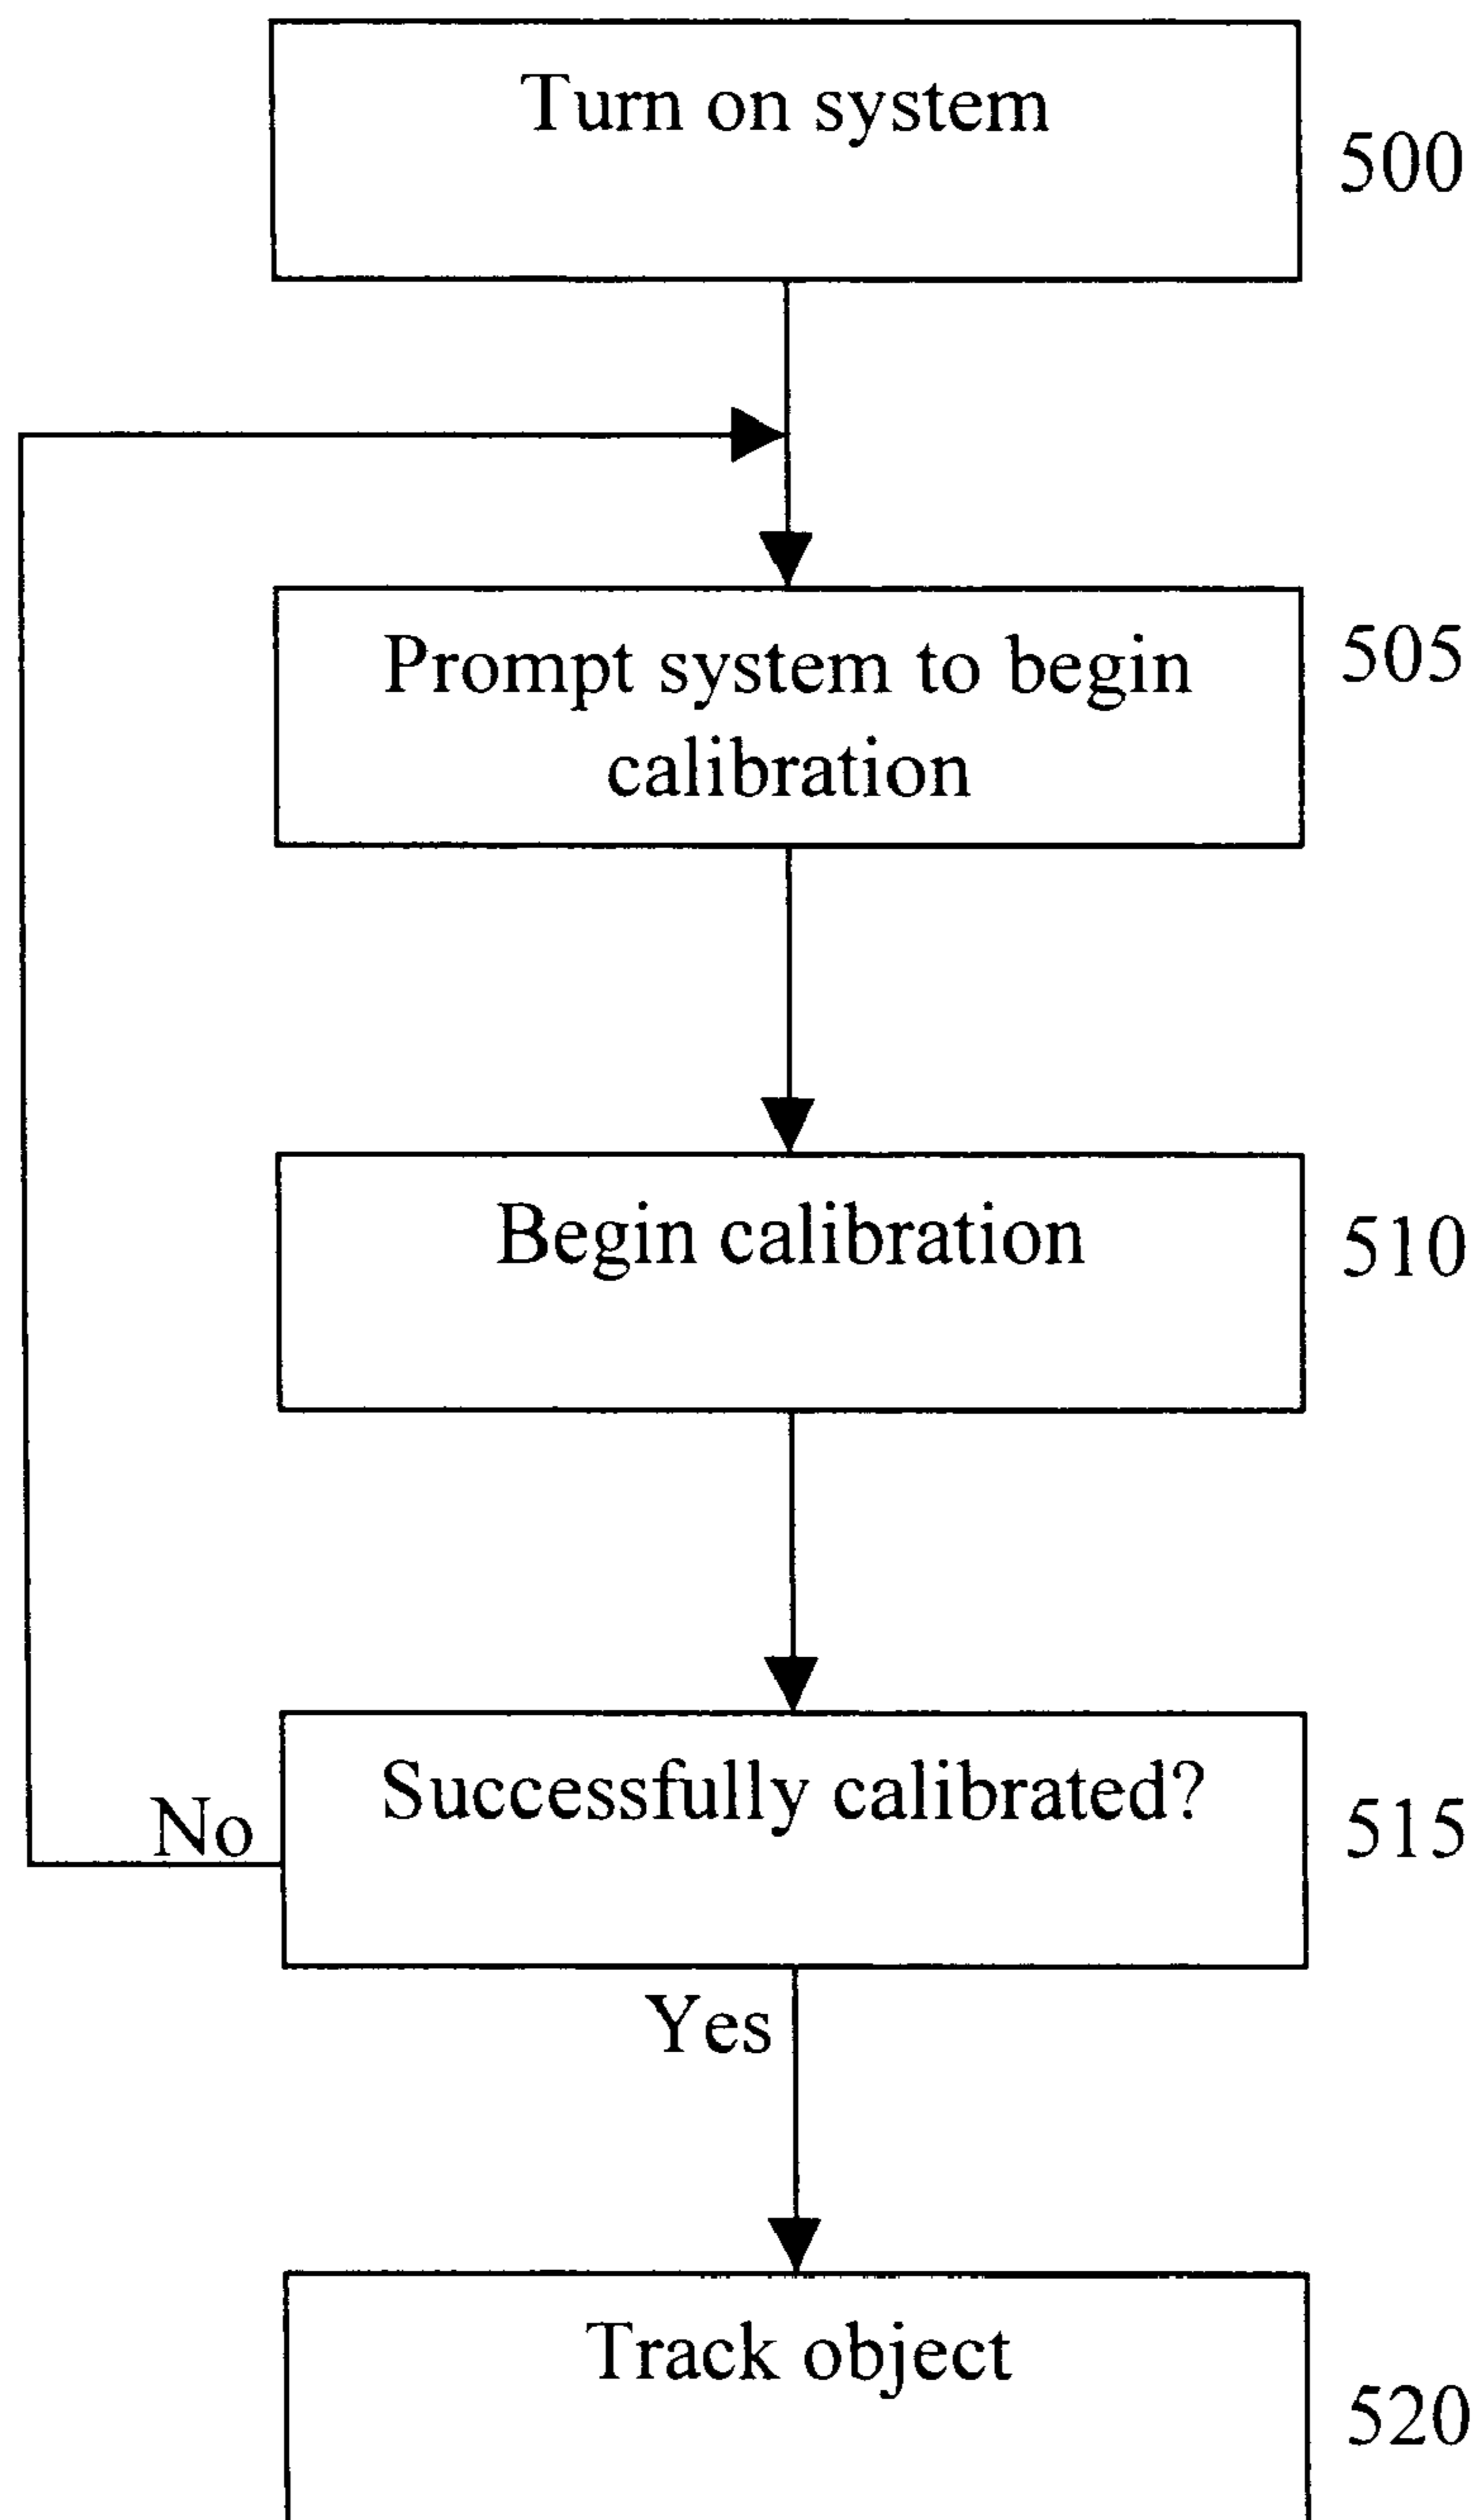 Turn on system
500
Prompt system to begin
calibration
505
Begin calibration
510
Successfully calibrated?
515
No
Yes
Track object
520